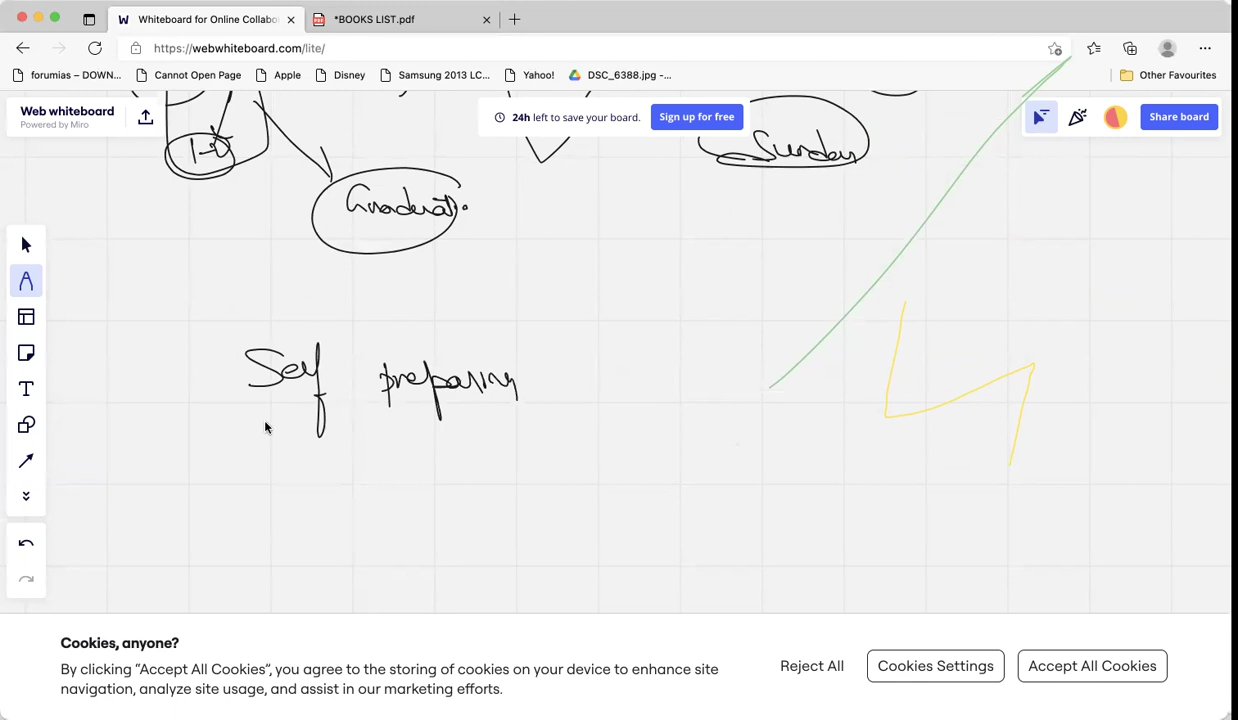 Whiteboard for Online Collabo
*BOOKS LIST.pdf
https://webwhiteboard.com/lite/
forumias – DOWN...
Cannot Open Page
Apple
Disney
Samsung 2013 LC...
Yahoo!
DSC_6388.jpg -...
Other Favourites
Web whiteboard
Powered by Miro
24h left to save your board.
Sign up for free
Share board
Sunday
Self preparing
Cookies, anyone?
By clicking “Accept All Cookies”, you agree to the storing of cookies on your device to enhance site
navigation, analyze site usage, and assist in our marketing efforts.
Reject All
Cookies Settings
Accept All Cookies